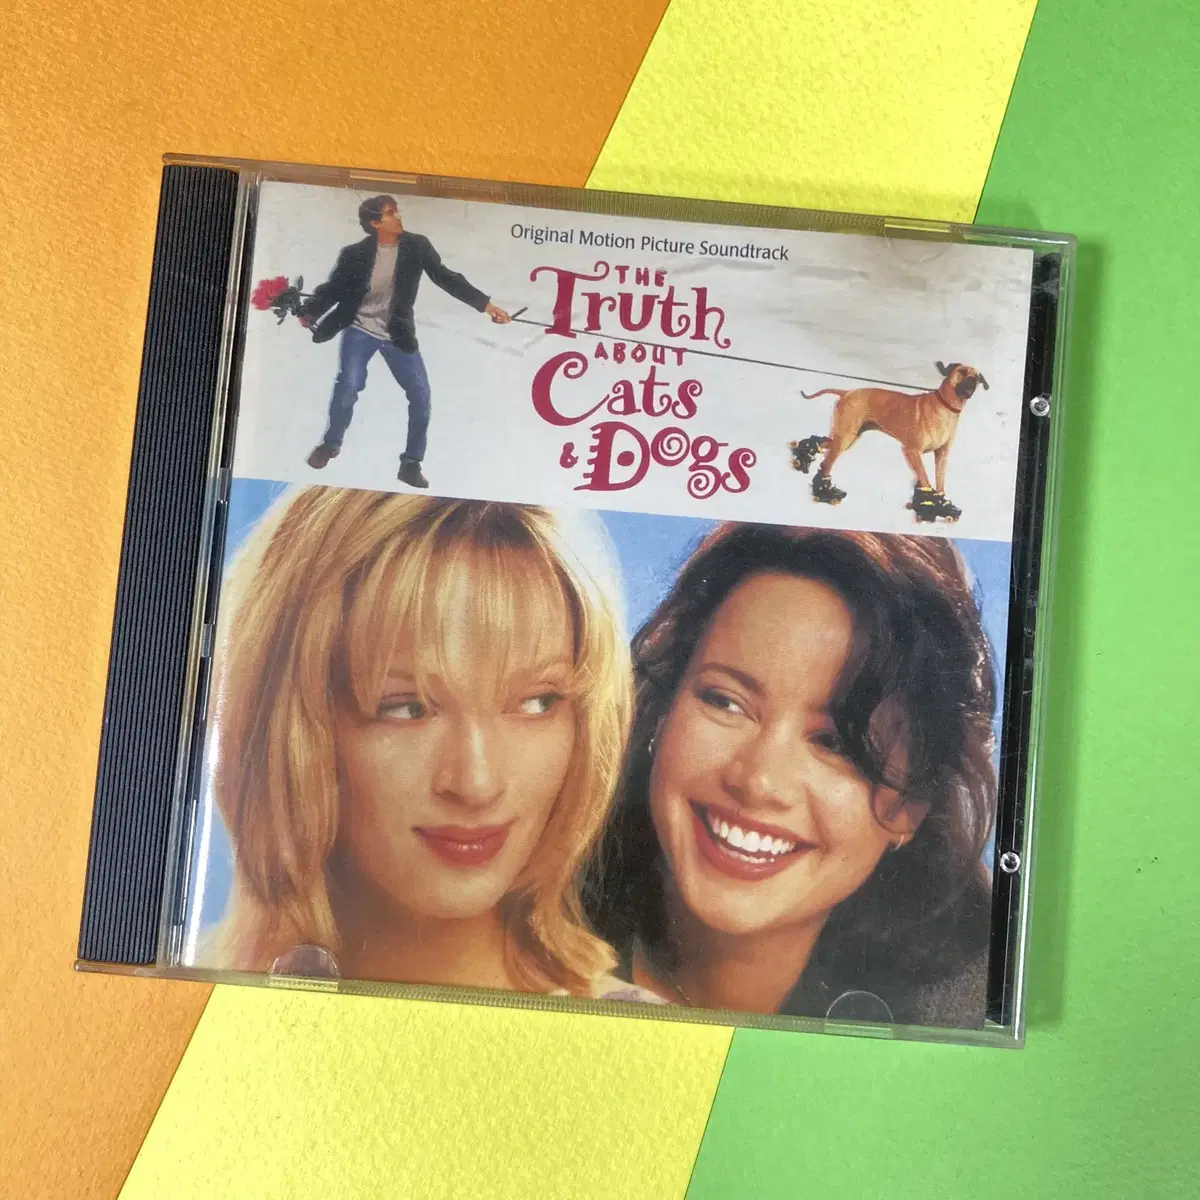 Original Motion Picture Soundtrack
THE
Truth
ABOUT
Cats
& Dogs